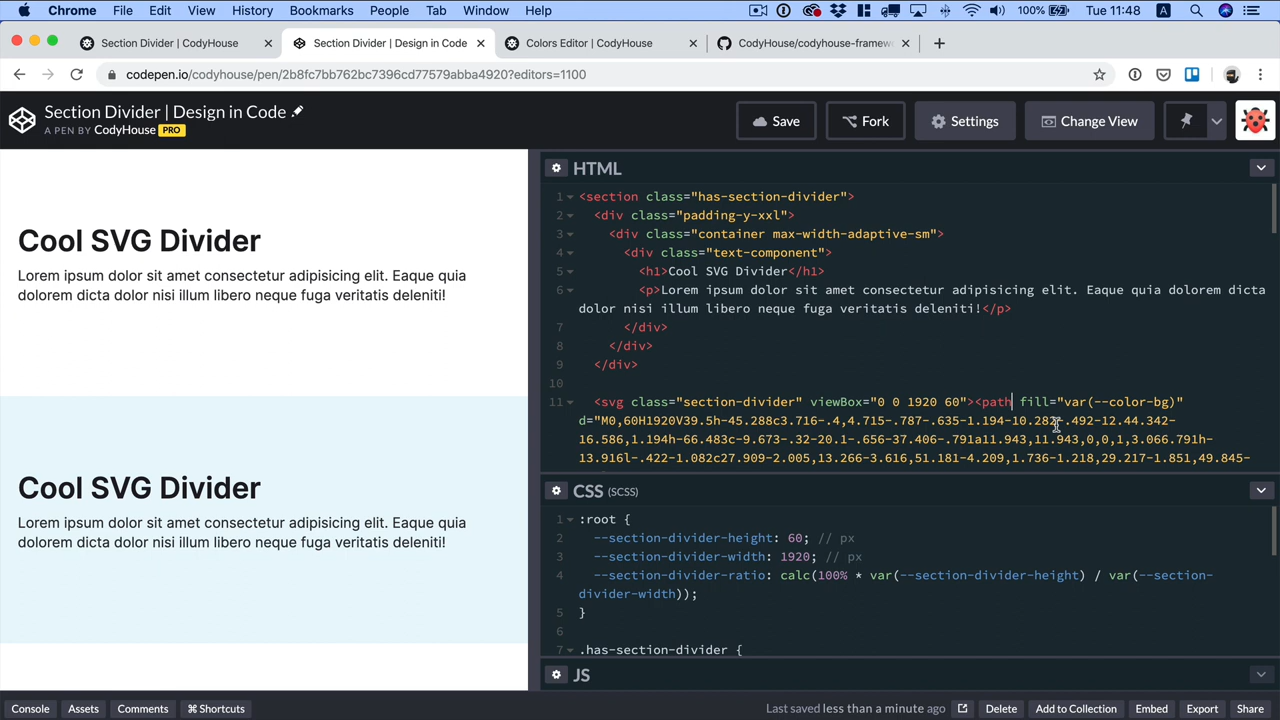 Chrome File Edit View History Bookmarks People Tab Window Help 100% Tue 11:48 A
Section Divider | CodyHouse
Section Divider | Design in Code
Colors Editor | CodyHouse
CodyHouse/codyhouse-framew
codepen.io/codyhouse/pen/2b8fc7bb762bc7396cd77579abba4920?editors=1100
Section Divider | Design in Code
A PEN BY CodyHouse PRO
Save Fork Settings Change View
Cool SVG Divider
Lorem ipsum dolor sit amet consectetur adipisicing elit. Eaque quia
dolorem dicta dolor nisi illum libero neque fuga veritatis deleniti!
Cool SVG Divider
Lorem ipsum dolor sit amet consectetur adipisicing elit. Eaque quia
dolorem dicta dolor nisi illum libero neque fuga veritatis deleniti!
HTML
1 <section class="has-section-divider">
2 <div class="padding-y-xxl">
3 <div class="container max-width-adaptive-sm">
4 <div class="text-component">
5 <h1>Cool SVG Divider</h1>
6 <p>Lorem ipsum dolor sit amet consectetur adipisicing elit. Eaque quia dolorem dicta
dolor nisi illum libero neque fuga veritatis deleniti!</p>
7 </div>
8 </div>
9 </div>
10
11 <svg class="section-divider" viewBox="0 0 1920 60"><path fill="var(--color-bg)"
d="M0,60H1920V39.5h-45.288c3.716-.4,4.715-.787-.635-1.194-10.282-.492-12.44.342-
16.586,1.194h-66.483c-9.673-.32-20.1-.656-37.406-.791a11.943,11.943,0,0,1,3.066.791h-
13.916l-.422-1.082c27.909-2.005,13.266-3.616,51.181-4.209,1.736-1.218,29.217-1.851,49.845-
CSS (SCSS)
1 :root {
2 --section-divider-height: 60; // px
3 --section-divider-width: 1920; // px
4 --section-divider-ratio: calc(100% * var(--section-divider-height) / var(--section-
divider-width));
5 }
6
7 .has-section-divider {
JS
Console Assets Comments ⌘ Shortcuts Last saved less than a minute ago Delete Add to Collection Embed Export Share